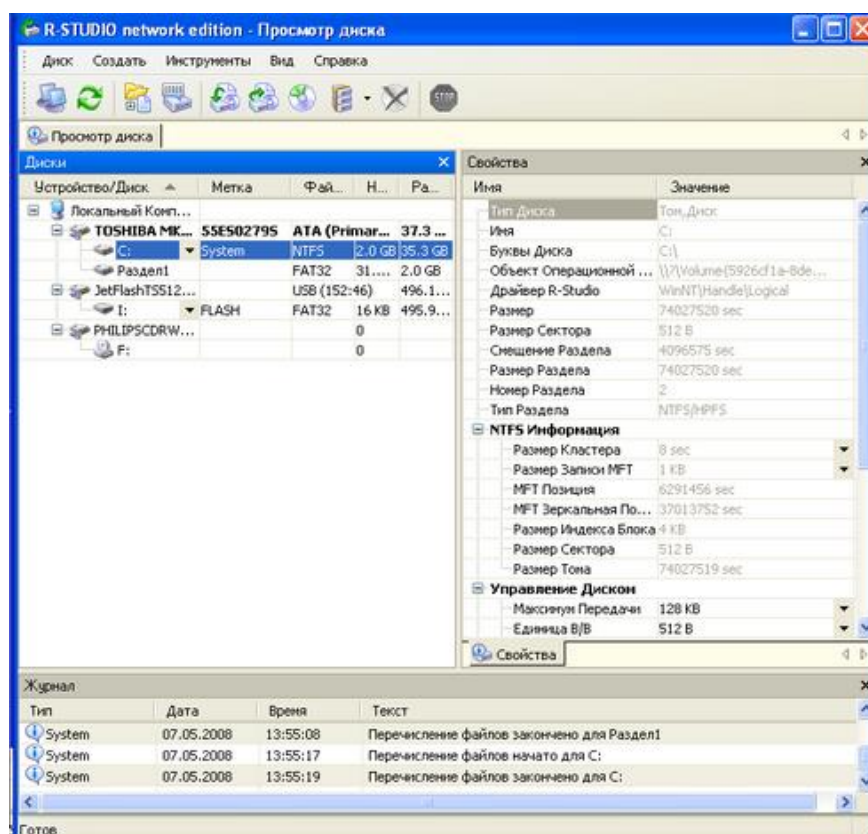 R-STUDIO network edition - Просмотр диска
Диск Создать Инструменты Вид Справка
STOP
Просмотр диска
Диски
Устройство/Диск Метка Фай... Н... Ра...
Локальный Комп...
TOSHIBA MK... 55ES02795 ATA (Primar... 37.3 ...
C: System NTFS 2.0 GB 35.3 GB
Раздел1 FAT32 31.... 2.0 GB
JetFlashTS512... USB (152:46) 496.1...
I: FLASH FAT32 16 KB 495.9...
PHILIPSCDRW... 0
F: 0
Свойства
Имя Значение
Тип Диска Том,Диск
Имя C:
Буквы Диска C:\
Объект Операционной ... \\?\Volume{5926cf1a-8de...
Драйвер R-Studio WinNT\Handle\Logical
Размер 74027520 sec
Размер Сектора 512 B
Смещение Раздела 4096575 sec
Размер Раздела 74027520 sec
Номер Раздела 2
Тип Раздела NTFS/HPFS
NTFS Информация
Размер Кластера 8 sec
Размер Записи MFT 1 KB
MFT Позиция 6291456 sec
MFT Зеркальная По... 37013752 sec
Размер Индекса Блока 4 KB
Размер Сектора 512 B
Размер Тома 74027519 sec
Управление Диском
Максимум Передачи 128 KB
Единица В/В 512 B
Свойства
Журнал
Тип Дата Время Текст
System 07.05.2008 13:55:08 Перечисление файлов закончено для Раздел1
System 07.05.2008 13:55:17 Перечисление файлов начато для C:
System 07.05.2008 13:55:19 Перечисление файлов закончено для C:
Готов